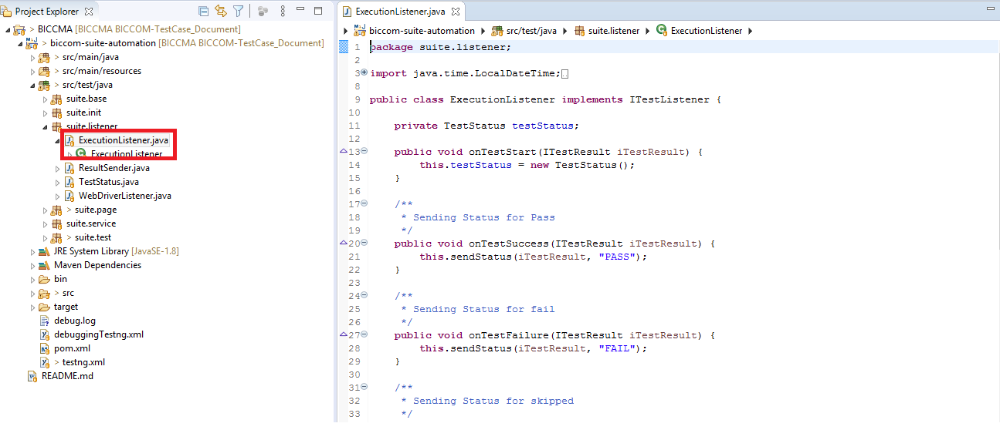 Project Explorer
BICCMA [BICCMA BICCOM-TestCase_Document]
biccom-suite-automation [BICCMA BICCOM-TestCase_Document]
src/main/java
src/main/resources
src/test/java
suite.base
suite.init
suite.listener
ExecutionListener.java
ExecutionListener
ResultSender.java
TestStatus.java
WebDriverListener.java
> suite.page
suite.service
> suite.test
JRE System Library [JavaSE-1.8]
Maven Dependencies
bin
> src
target
debug.log
debuggingTestng.xml
pom.xml
> testng.xml
README.md
ExecutionListener.java
biccom-suite-automation src/test/java suite.listener ExecutionListener
1 package suite.listener;
2
3 import java.time.LocalDateTime;
8
9 public class ExecutionListener implements ITestListener {
10
11 private TestStatus testStatus;
12
13 public void onTestStart(ITestResult iTestResult) {
14 this.testStatus = new TestStatus();
15 }
16
17 /**
18 * Sending Status for Pass
19 */
20 public void onTestSuccess(ITestResult iTestResult) {
21 this.sendStatus(iTestResult, "PASS");
22 }
23
24 /**
25 * Sending Status for fail
26 */
27 public void onTestFailure(ITestResult iTestResult) {
28 this.sendStatus(iTestResult, "FAIL");
29 }
30
31 /**
32 * Sending Status for skipped
33 */